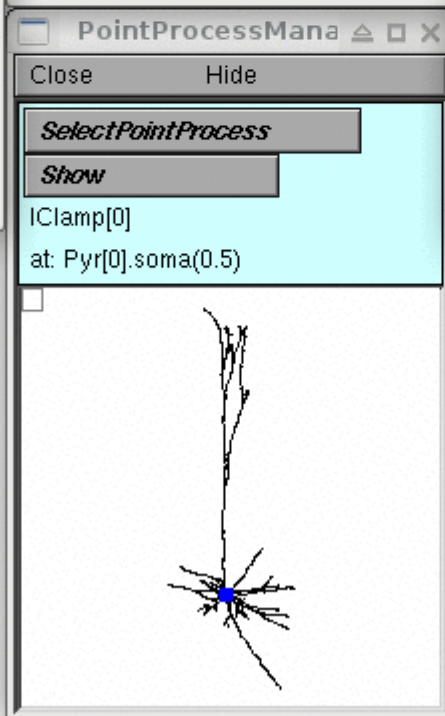 PointProcessMana
Close Hide
SelectPointProcess
Show
IClamp[0]
at: Pyr[0].soma(0.5)